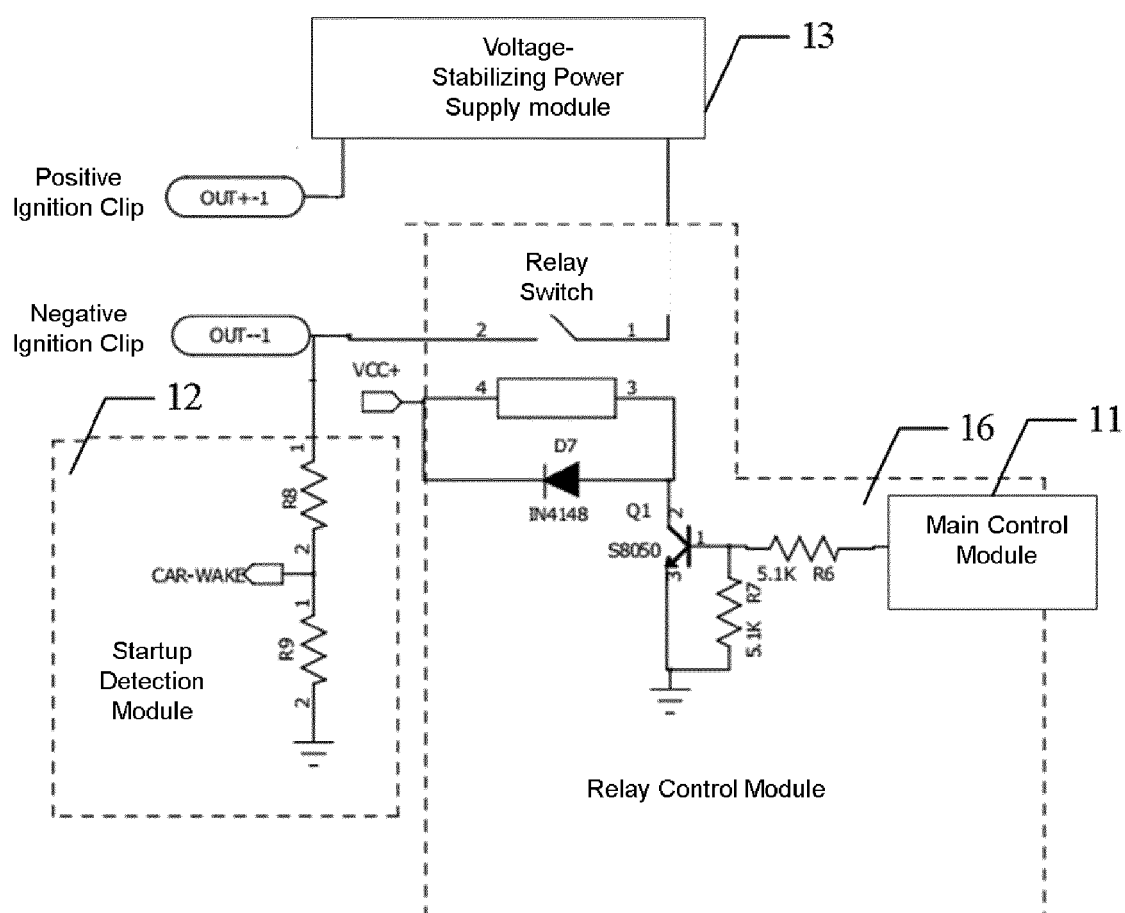 Voltage-
Stabilizing Power
Supply module
13
Positive
Ignition Clip
OUT+-1
Relay
Switch
Negative
Ignition Clip
OUT--1
2
1
VCC+
4
3
12
D7
IN4148
16
11
1
R8
2
Q1
S8050
2
1
3
5.1K
R6
Main Control
Module
CAR-WAKE
1
R9
2
R7
5.1K
Startup
Detection
Module
Relay Control Module